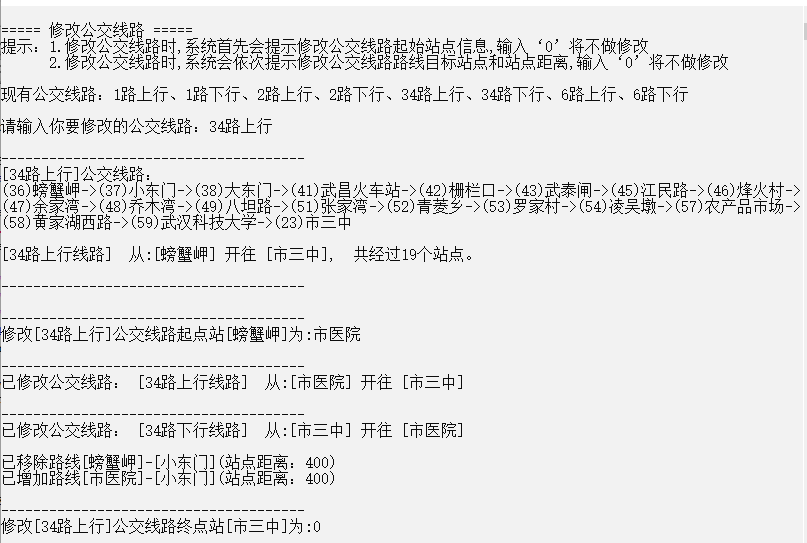 ===== 修改公交线路 =====
提示：1.修改公交线路时,系统首先会提示修改公交线路起始站点信息,输入‘0’将不做修改
2.修改公交线路时,系统会依次提示修改公交线路路线目标站点和站点距离,输入‘0’将不做修改
现有公交线路：1路上行、1路下行、2路上行、2路下行、34路上行、34路下行、6路上行、6路下行
请输入你要修改的公交线路：34路上行
--------------------------------------
[34路上行]公交线路：
(36)螃蟹岬->(37)小东门->(38)大东门->(41)武昌火车站->(42)栅栏口->(43)武泰闸->(45)江民路->(46)烽火村->
(47)余家湾->(48)乔木湾->(49)八坦路->(51)张家湾->(52)青菱乡->(53)罗家村->(54)凌吴墩->(57)农产品市场->
(58)黄家湖西路->(59)武汉科技大学->(23)市三中
[34路上行线路] 从:[螃蟹岬] 开往 [市三中], 共经过19个站点。
--------------------------------------
--------------------------------------
修改[34路上行]公交线路起点站[螃蟹岬]为:市医院
--------------------------------------
已修改公交线路： [34路上行线路] 从:[市医院] 开往 [市三中]
--------------------------------------
已修改公交线路： [34路下行线路] 从:[市三中] 开往 [市医院]
已移除路线[螃蟹岬]-[小东门](站点距离：400)
已增加路线[市医院]-[小东门](站点距离：400)
--------------------------------------
修改[34路上行]公交线路终点站[市三中]为:0